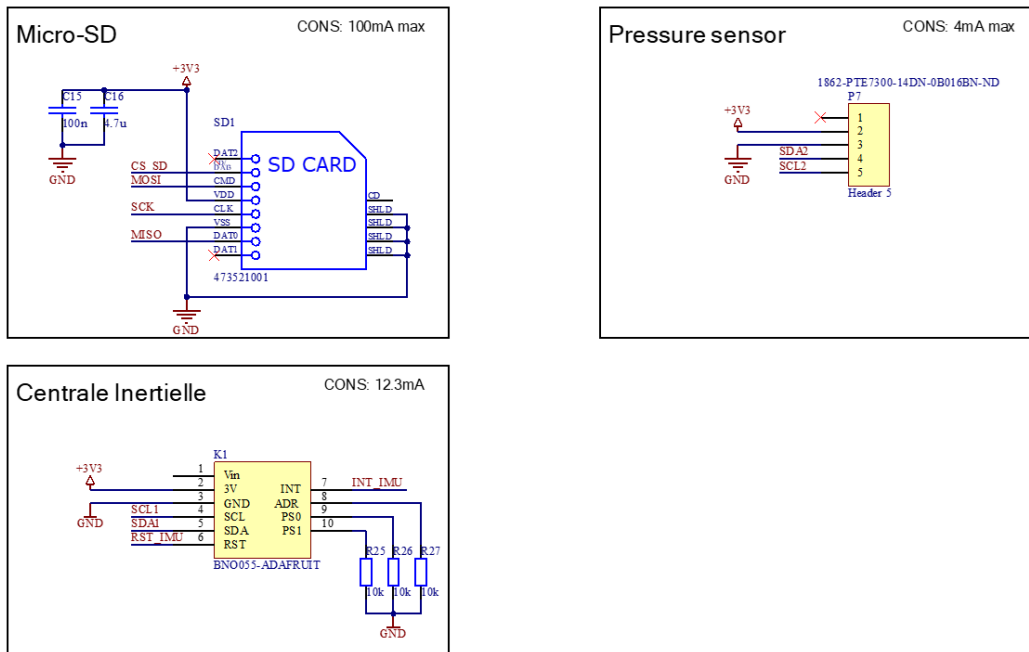 Micro-SD
CONS: 100mA max
+3V3
C15
C16
100n
4.7u
GND
SD1
SD CARD
DAT2
CS_SD
MOSI
CMD
VDD
SCK
CLK
VSS
MISO
DAT0
DAT1
CD
SHLD
SHLD
SHLD
SHLD
473521001
GND
Pressure sensor
CONS: 4mA max
1862-PTE7300-14DN-0B016BN-ND
P7
+3V3
1
2
3
SDA2
4
SCL2
5
GND
Header 5
Centrale Inertielle
CONS: 12.3mA
K1
+3V3
1
Vin
2
3V
3
GND
SCL1
4
SCL
SDA1
5
SDA
RST_IMU
6
RST
GND
INT
7
INT_IMU
ADR
8
PS0
9
PS1
10
BNO055-ADAFRUIT
R25
R26
R27
10k
10k
10k
GND